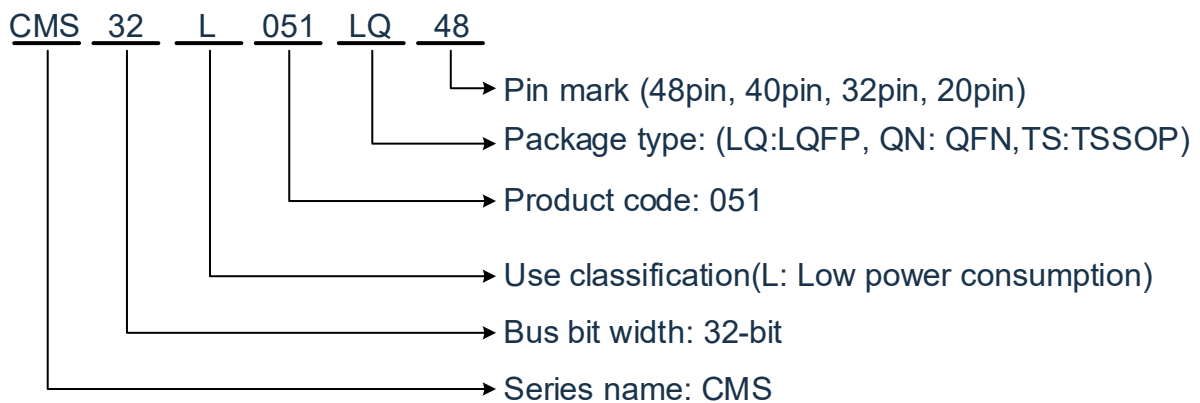 CMS 32 L 051 LQ 48
Pin mark (48pin, 40pin, 32pin, 20pin)
Package type: (LQ:LQFP, QN: QFN,TS:TSSOP)
Product code: 051
Use classification(L: Low power consumption)
Bus bit width: 32-bit
Series name: CMS